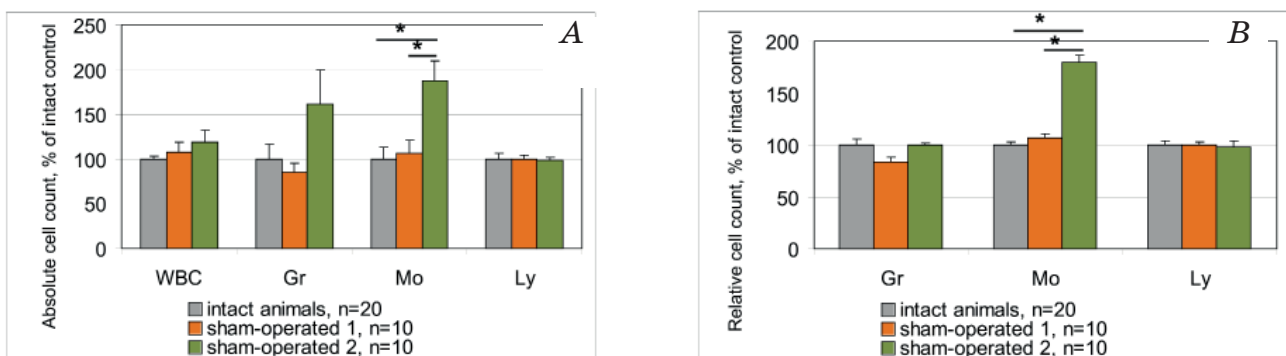 A
Absolute cell count, % of intact control
250
200
150
100
50
0
*
*
WBC Gr Mo Ly
intact animals, n=20
sham-operated 1, n=10
sham-operated 2, n=10
B
Relative cell count, % of intact control
200
150
100
50
0
*
*
Gr Mo Ly
intact animals, n=20
sham-operated 1, n=10
sham-operated 2, n=10